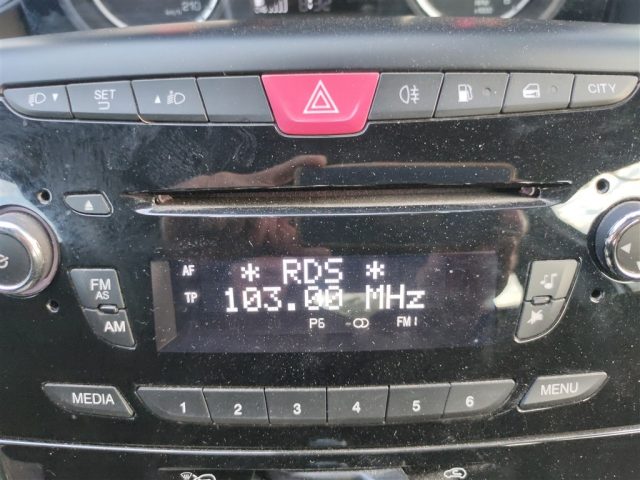 270
SET
CITY
AF * RDS *
TP 103.00 MHz
P6 FM1
FM
AS
AM
MEDIA 1 2 3 4 5 6 MENU